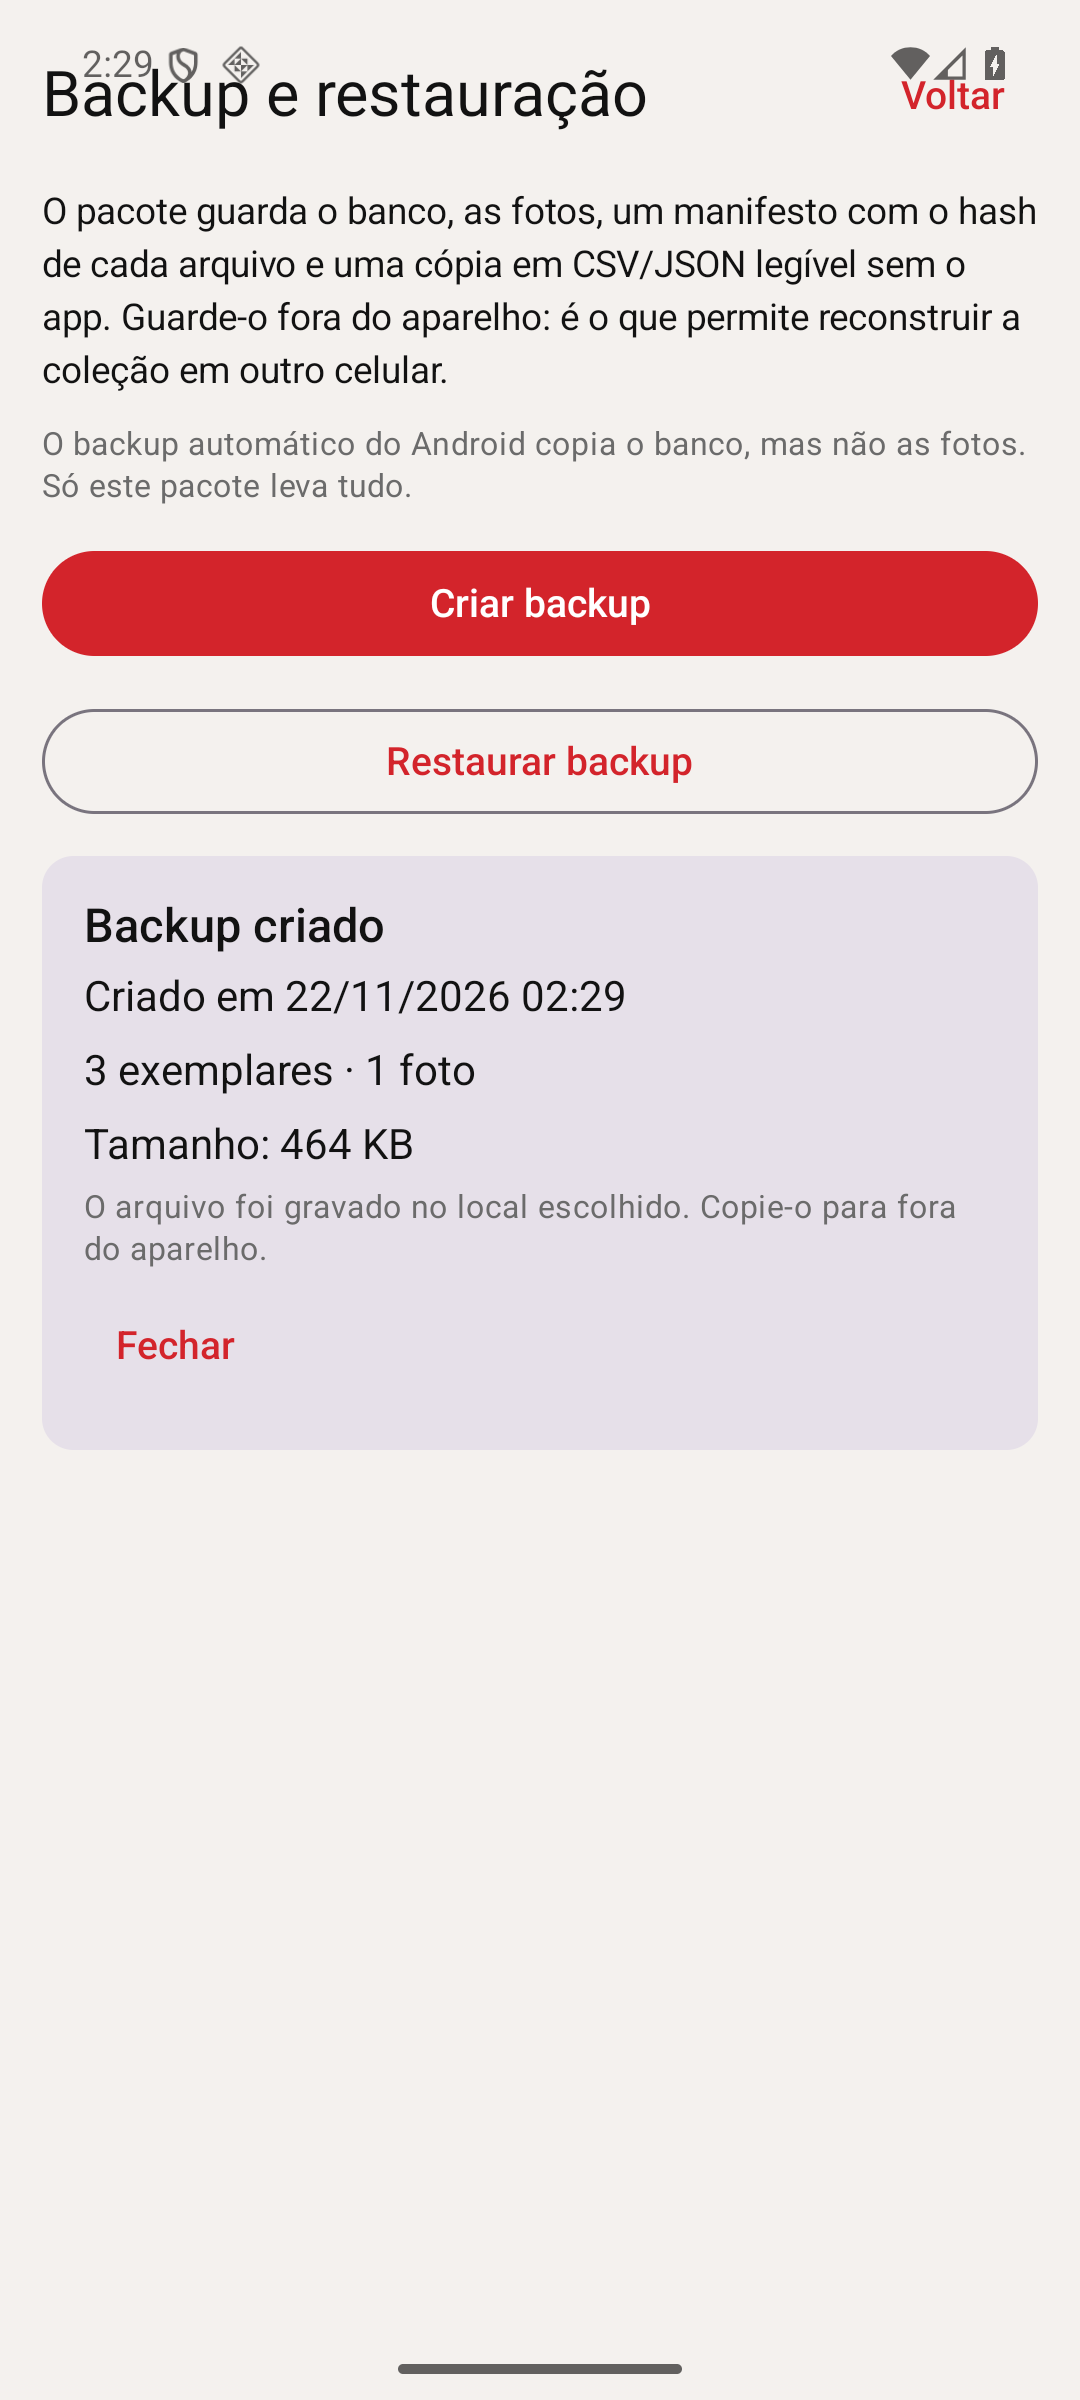 2:29
Backup e restauração
Voltar
O pacote guarda o banco, as fotos, um manifesto com o hash
de cada arquivo e uma cópia em CSV/JSON legível sem o
app. Guarde-o fora do aparelho: é o que permite reconstruir a
coleção em outro celular.
O backup automático do Android copia o banco, mas não as fotos.
Só este pacote leva tudo.
Criar backup
Restaurar backup
Backup criado
Criado em 22/11/2026 02:29
3 exemplares · 1 foto
Tamanho: 464 KB
O arquivo foi gravado no local escolhido. Copie-o para fora
do aparelho.
Fechar